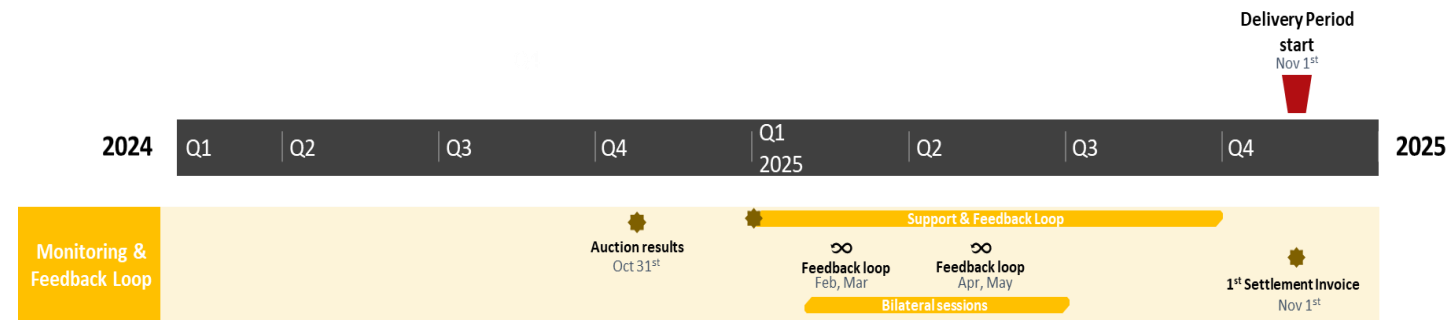 Delivery Period
start
Nov 1st
2024
Q1
Q2
Q3
Q4
Q1
2025
Q2
Q3
Q4
2025
Monitoring &
Feedback Loop
Support & Feedback Loop
Auction results
Oct 31st
Feedback loop
Feb, Mar
Feedback loop
Apr, May
Bilateral sessions
1st Settlement Invoice
Nov 1st